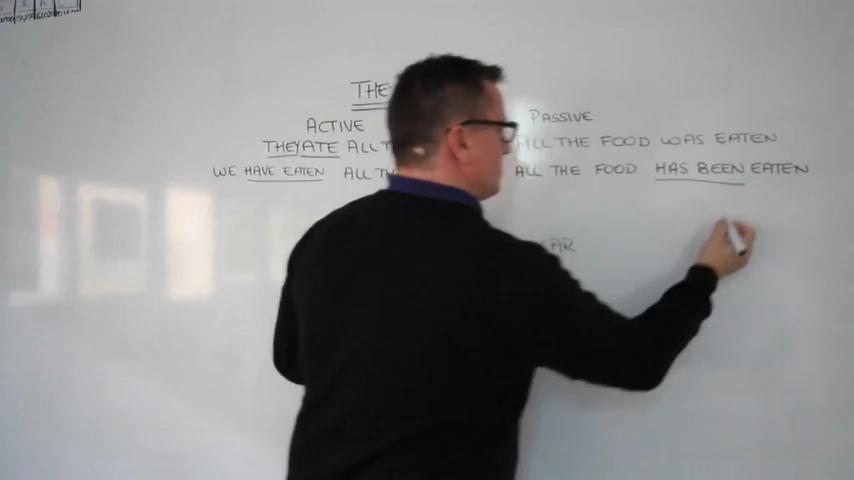 THE
ACTIVE PASSIVE
THEY ATE ALL ALL THE FOOD WAS EATEN
WE HAVE EATEN ALL ALL THE FOOD HAS BEEN EATEN